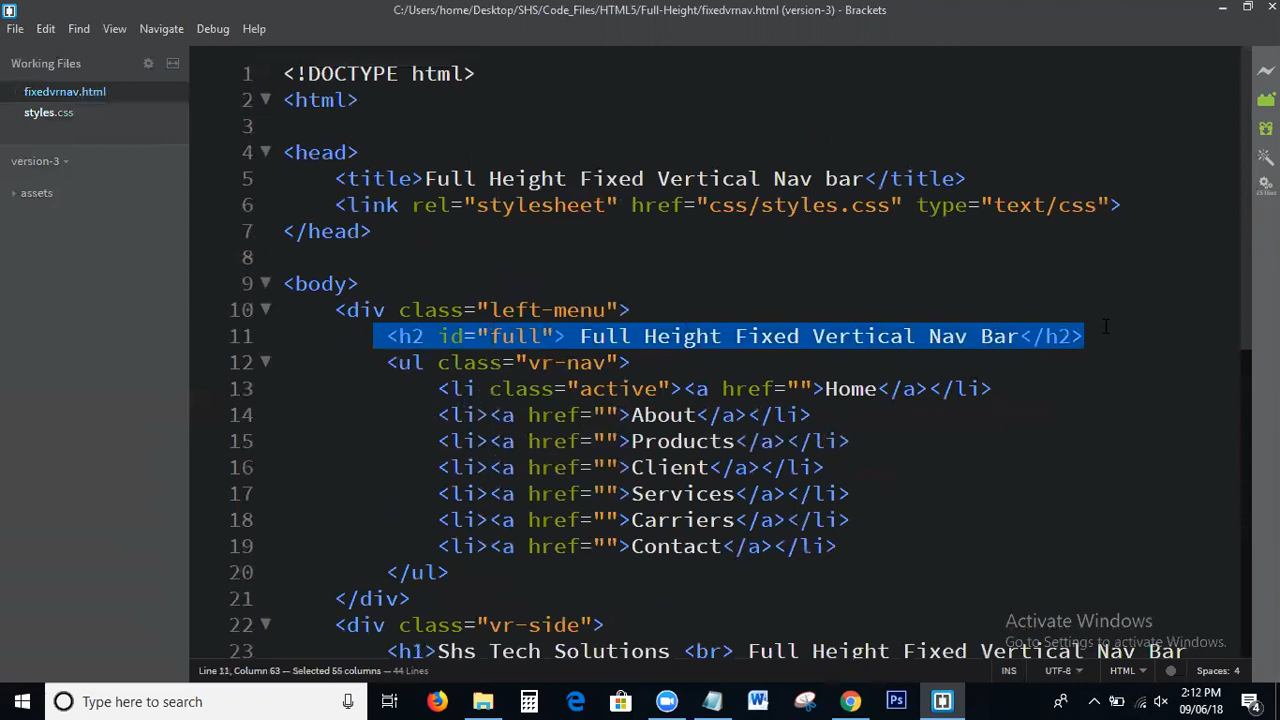 C:/Users/home/Desktop/SHS/Code_Files/HTML5/Full-Height/fixedvrnav.html (version-3) - Brackets
File Edit Find View Navigate Debug Help
Working Files
fixedvrnav.html
styles.css
version-3
assets
1 <!DOCTYPE html>
2 <html>
3
4 <head>
5 <title>Full Height Fixed Vertical Nav bar</title>
6 <link rel="stylesheet" href="css/styles.css" type="text/css">
7 </head>
8
9 <body>
10 <div class="left-menu">
11 <h2 id="full"> Full Height Fixed Vertical Nav Bar</h2>
12 <ul class="vr-nav">
13 <li class="active"><a href="">Home</a></li>
14 <li><a href="">About</a></li>
15 <li><a href="">Products</a></li>
16 <li><a href="">Client</a></li>
17 <li><a href="">Services</a></li>
18 <li><a href="">Carriers</a></li>
19 <li><a href="">Contact</a></li>
20 </ul>
21 </div>
22 <div class="vr-side">
23 <h1>Shs Tech Solutions <br> Full Height Fixed Vertical Nav Bar
Activate Windows
Go to Settings to activate Windows.
Line 11, Column 63 — Selected 55 columns — 44 Lines
INS UTF-8 HTML Spaces: 4
Type here to search
2:12 PM
09/06/18
4